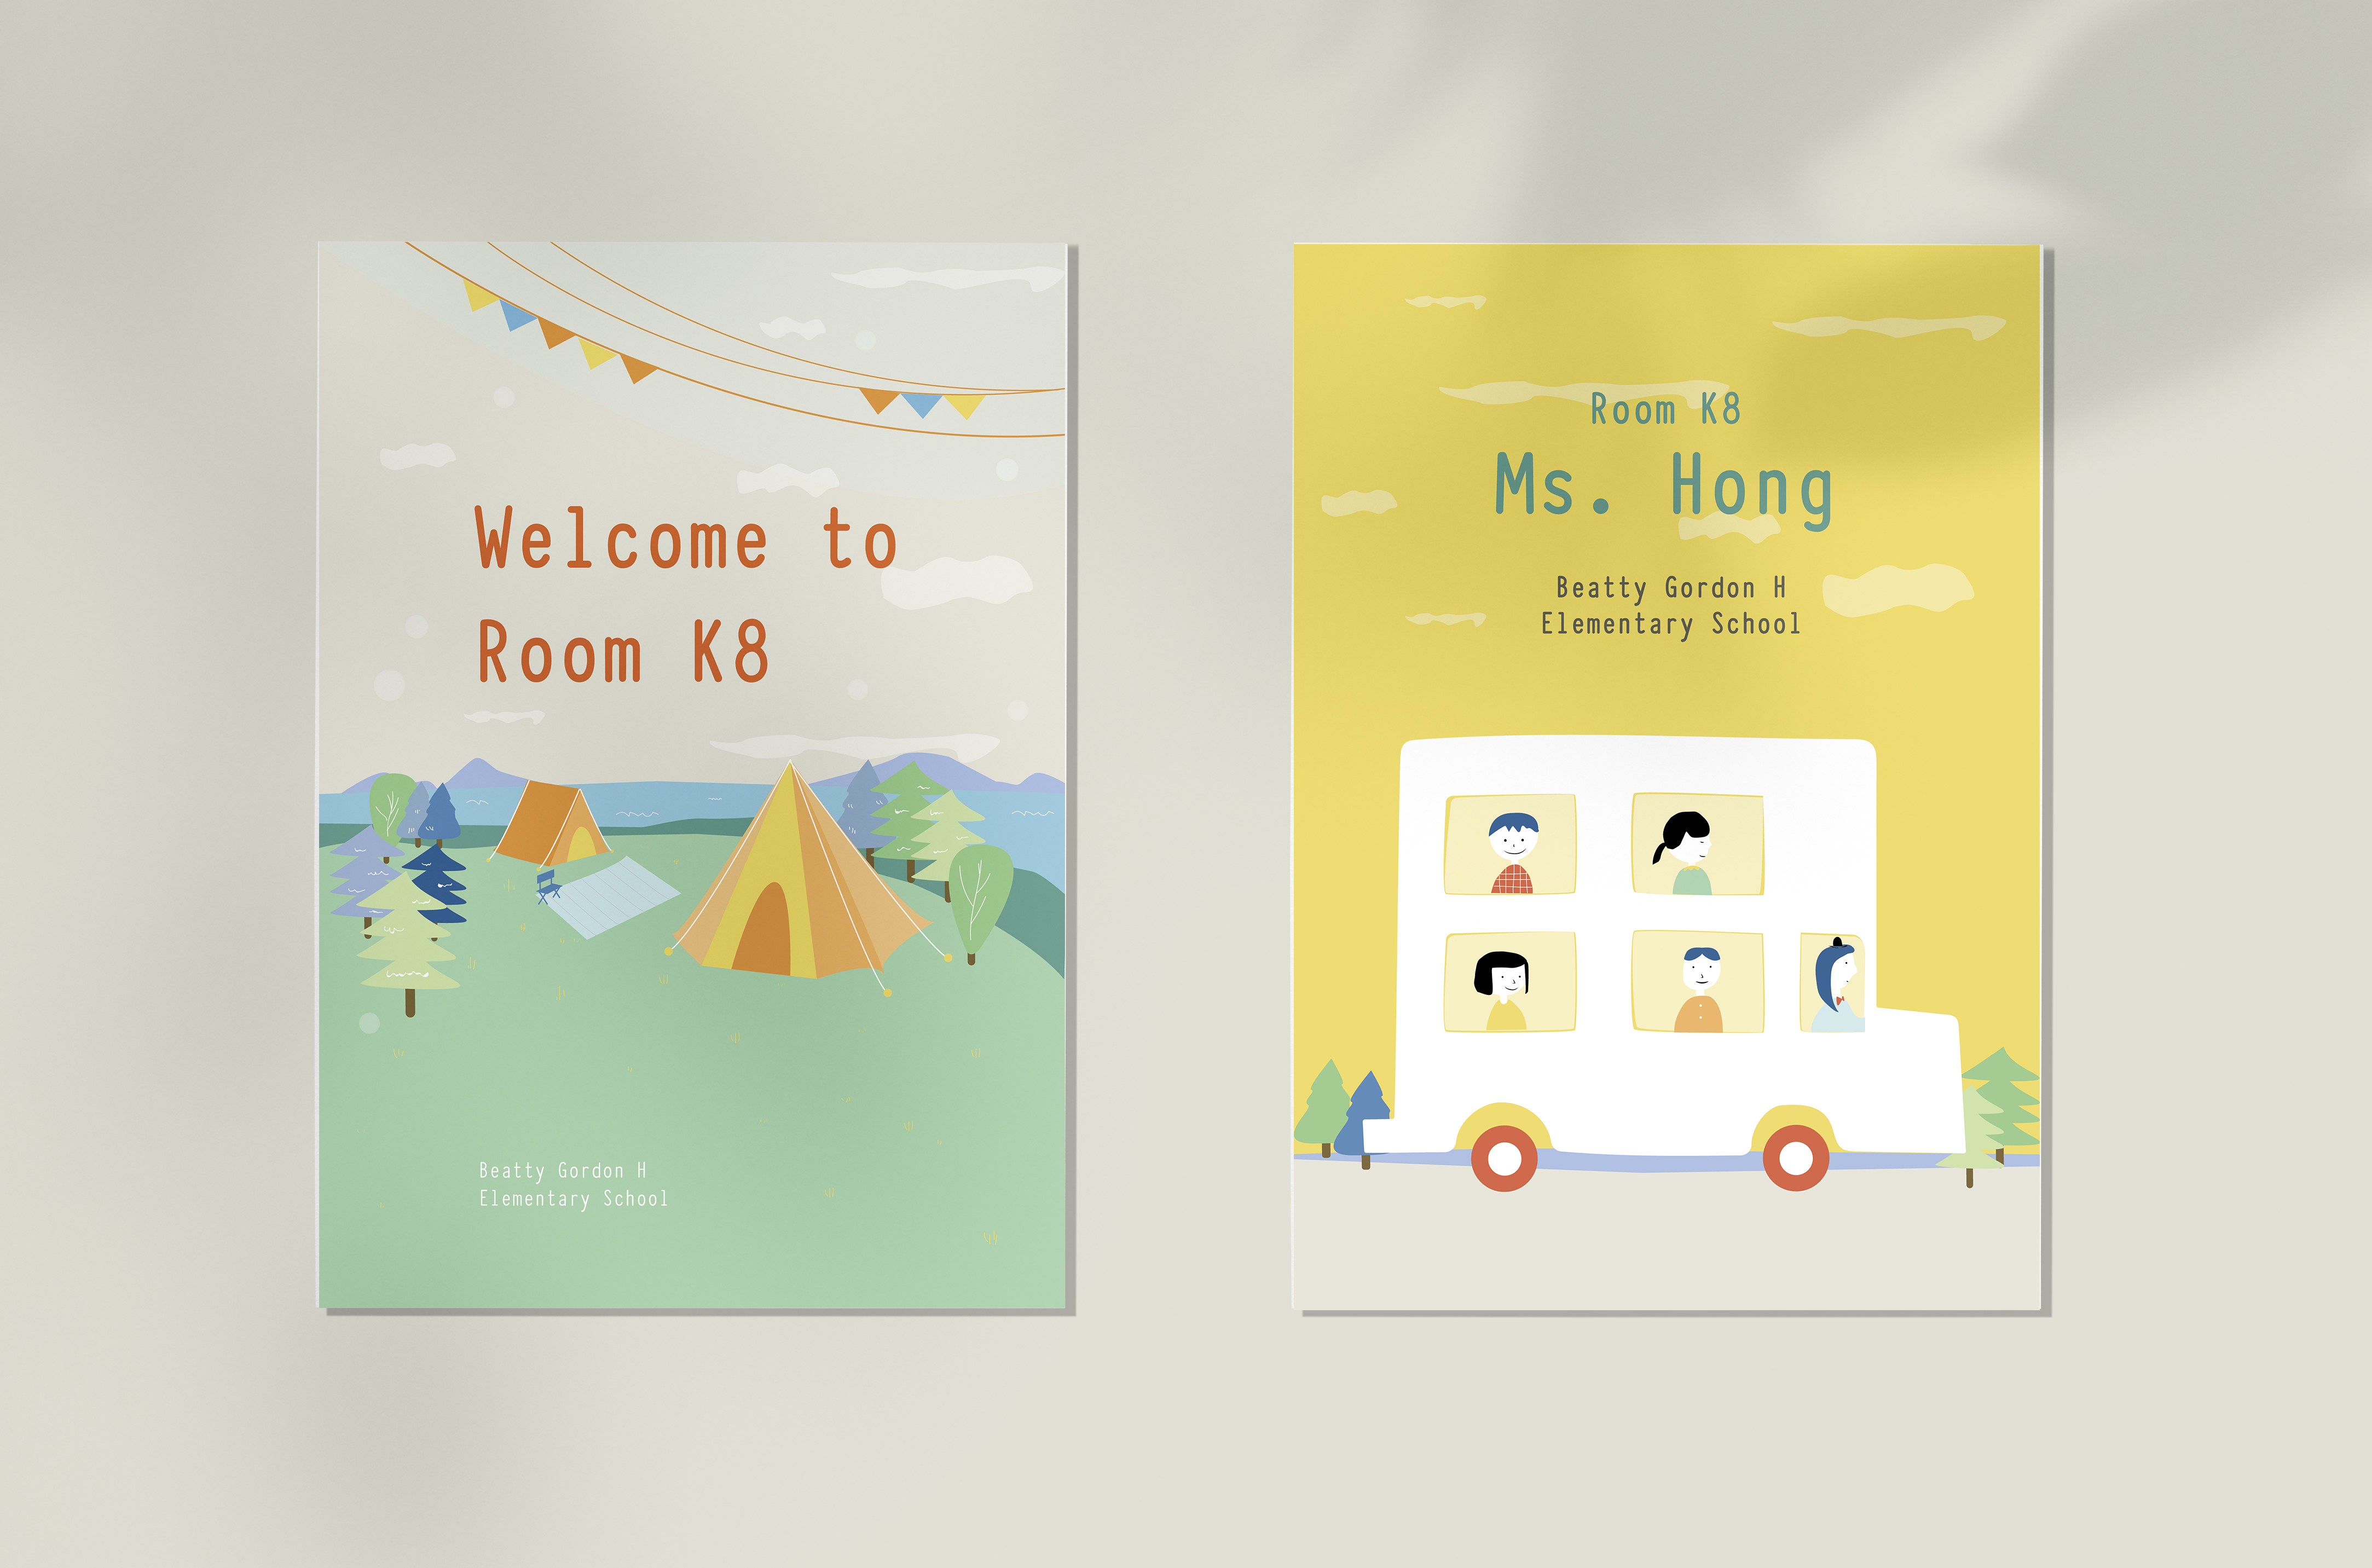 Welcome to
Room K8
Beatty Gordon H
Elementary School
Room K8
Ms. Hong
Beatty Gordon H
Elementary School